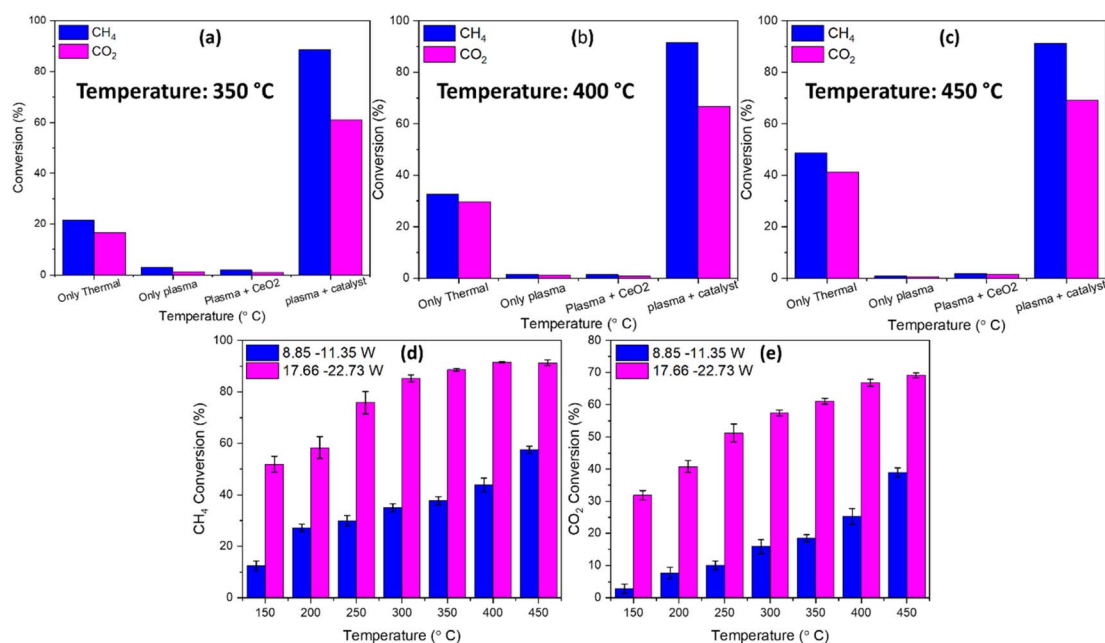 (a)
CH₄
CO₂
Temperature: 350 °C
Conversion (%)
100
80
60
40
20
0
Only Thermal
Only plasma
Plasma + CeO2
plasma + catalyst
Temperature (° C)
(b)
CH₄
CO₂
Temperature: 400 °C
Conversion (%)
100
80
60
40
20
0
Only Thermal
Only plasma
Plasma + CeO2
plasma + catalyst
Temperature (° C)
(c)
CH₄
CO₂
Temperature: 450 °C
Conversion (%)
100
80
60
40
20
0
Only Thermal
Only plasma
Plasma + CeO2
plasma + catalyst
Temperature (° C)
(d)
8.85 -11.35 W
17.66 -22.73 W
CH₄ Conversion (%)
100
80
60
40
20
0
150
200
250
300
350
400
450
Temperature (° C)
(e)
8.85 -11.35 W
17.66 -22.73 W
CO₂ Conversion (%)
80
70
60
50
40
30
20
10
0
150
200
250
300
350
400
450
Temperature (° C)